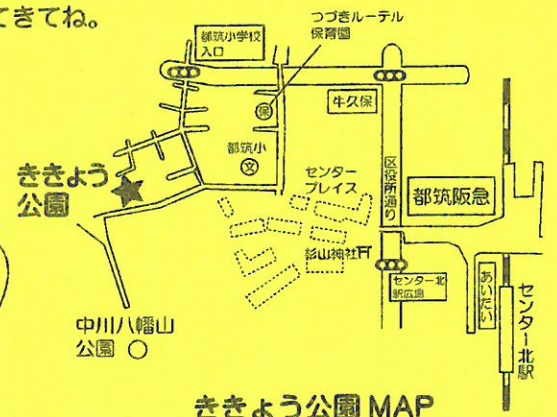 てきてね。
つづきルーテル
保育園
都筑小学校
入口
保
牛久保
都筑小
文
ききょう
公園
センター
プレイス
区役所通り
都筑阪急
杉山神社
センター北
駅広場
あいたい
センター北駅
中川八幡山
公園
ききょう公園 MAP